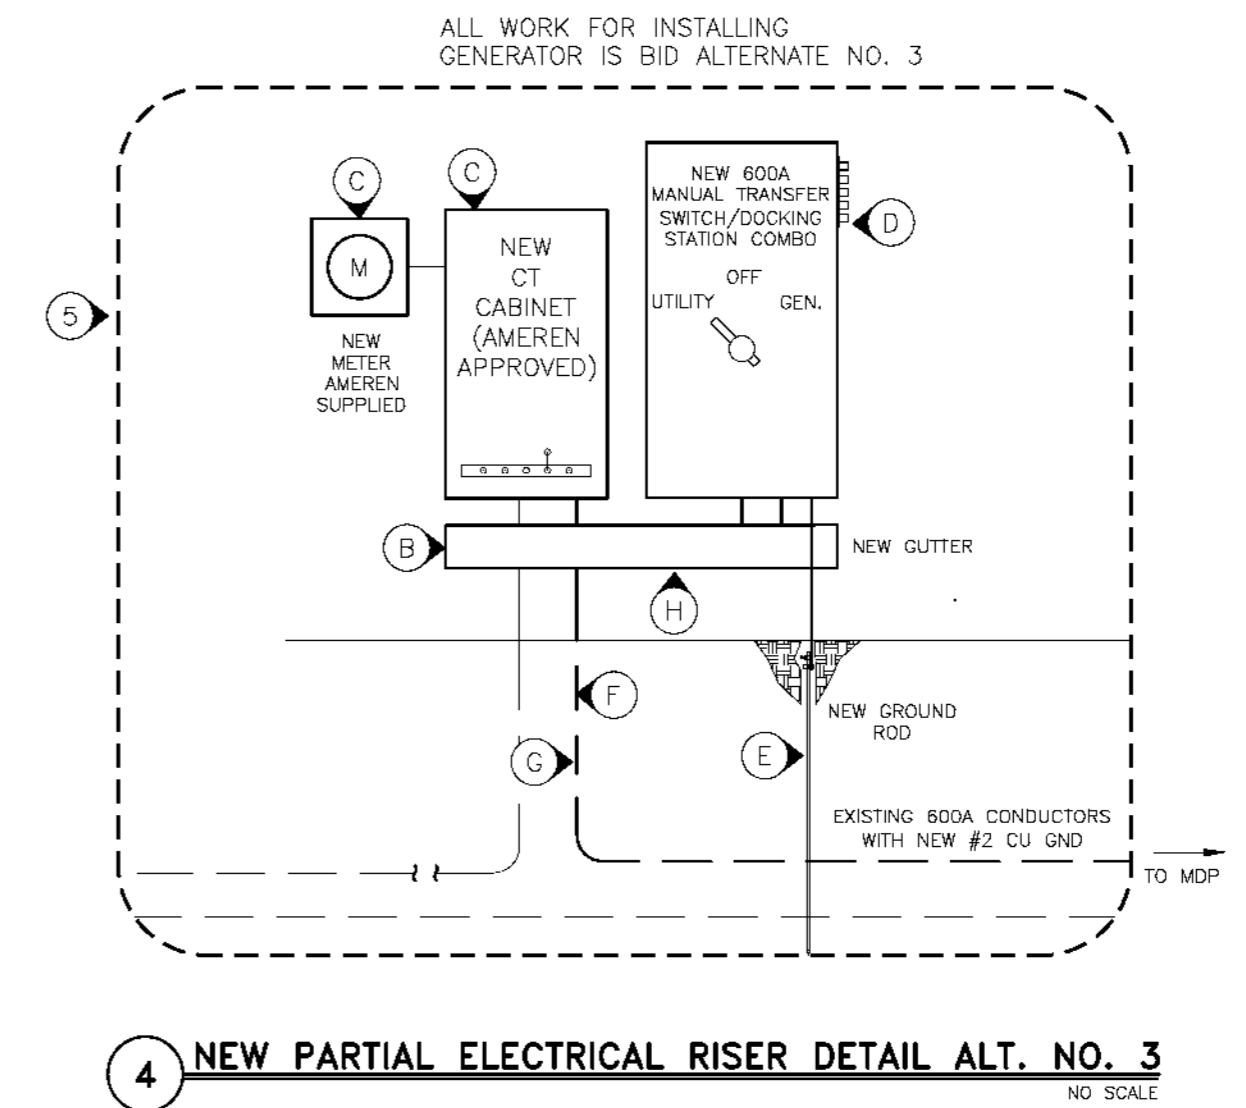 ALL WORK FOR INSTALLING
GENERATOR IS BID ALTERNATE NO. 3
C
C
NEW 600A
MANUAL TRANSFER
SWITCH/DOCKING
STATION COMBO
D
M
NEW
CT
CABINET
(AMEREN
APPROVED)
OFF
UTILITY
GEN.
5
NEW
METER
AMEREN
SUPPLIED
B
NEW GUTTER
H
F
NEW GROUND
ROD
G
E
EXISTING 600A CONDUCTORS
WITH NEW #2 CU GND
TO MDP
4
NEW PARTIAL ELECTRICAL RISER DETAIL ALT. NO. 3
NO SCALE